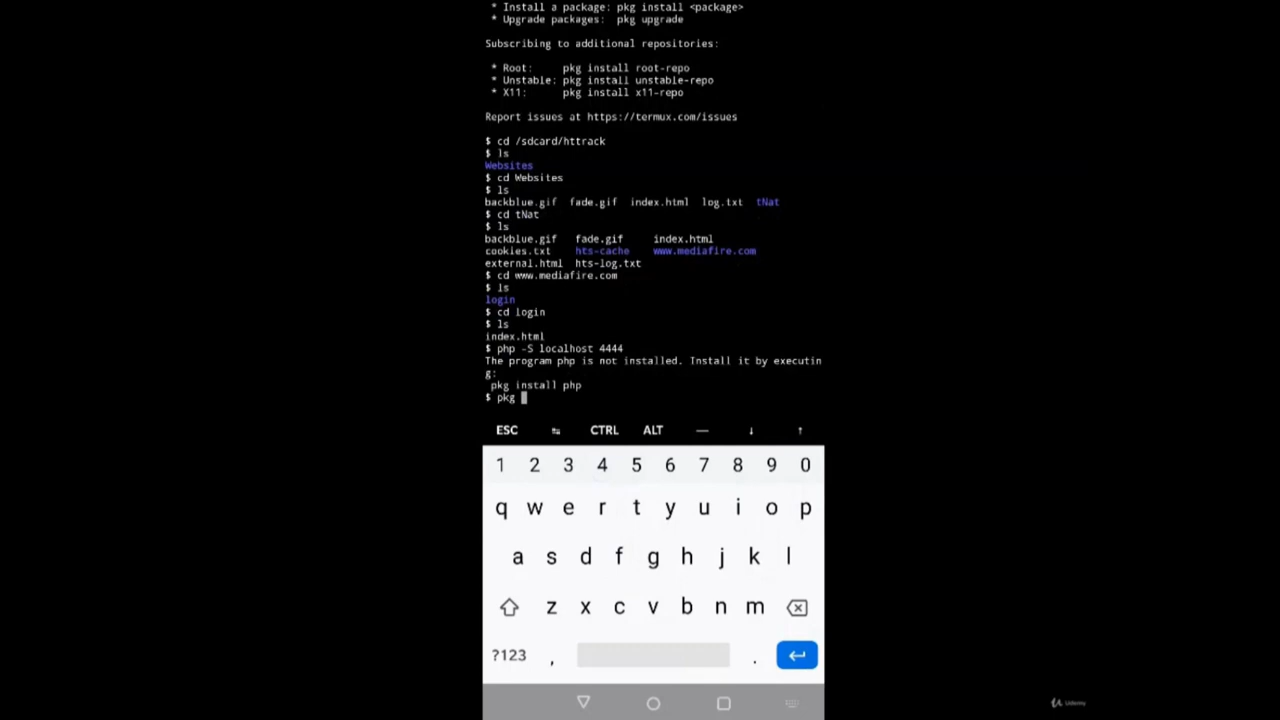 * Install a package: pkg install <package>
* Upgrade packages:  pkg upgrade
Subscribing to additional repositories:
* Root:     pkg install root-repo
* Unstable: pkg install unstable-repo
* X11:      pkg install x11-repo
Report issues at https://termux.com/issues
$ cd /sdcard/httrack
$ ls
Websites
$ cd Websites
$ ls
backblue.gif  fade.gif  index.html  log.txt  tNat
$ cd tNat
$ ls
backblue.gif   fade.gif     index.html
cookies.txt    hts-cache    www.mediafire.com
external.html  hts-log.txt
$ cd www.mediafire.com
$ ls
login
$ cd login
$ ls
index.html
$ php -S localhost 4444
The program php is not installed. Install it by executin
g:
pkg install php
$ pkg
ESC ↹ CTRL ALT — ↓ ↑
1 2 3 4 5 6 7 8 9 0
q w e r t y u i o p
a s d f g h j k l
z x c v b n m
?123 , .
Udemy